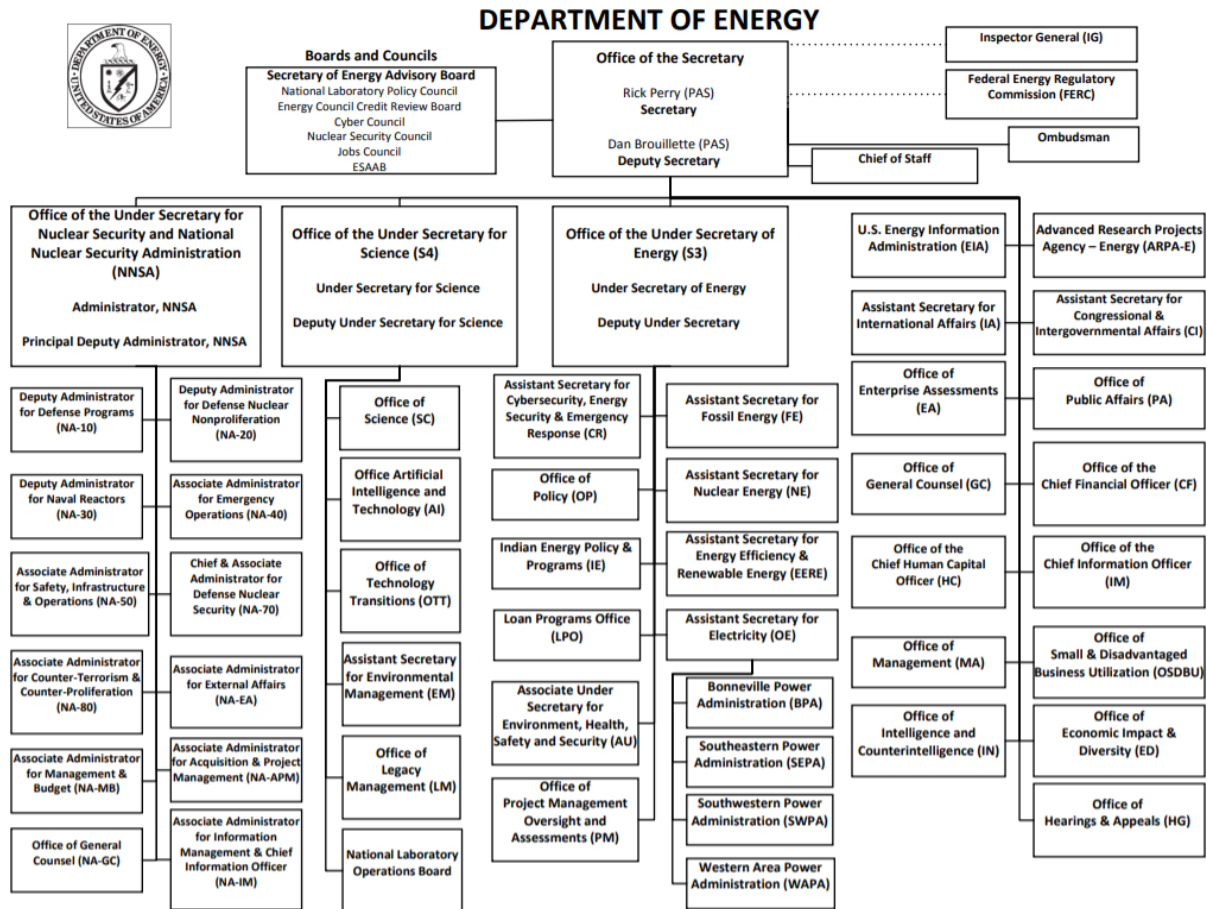 DEPARTMENT OF ENERGY
DEPARTMENT OF ENERGY
UNITED STATES OF AMERICA
Boards and Councils
Secretary of Energy Advisory Board
National Laboratory Policy Council
Energy Council Credit Review Board
Cyber Council
Nuclear Security Council
Jobs Council
ESAAB
Office of the Secretary
Rick Perry (PAS)
Secretary
Dan Brouillette (PAS)
Deputy Secretary
Inspector General (IG)
Federal Energy Regulatory
Commission (FERC)
Ombudsman
Chief of Staff
Office of the Under Secretary for
Nuclear Security and National
Nuclear Security Administration
(NNSA)
Administrator, NNSA
Principal Deputy Administrator, NNSA
Office of the Under Secretary for
Science (S4)
Under Secretary for Science
Deputy Under Secretary for Science
Office of the Under Secretary of
Energy (S3)
Under Secretary of Energy
Deputy Under Secretary
Deputy Administrator
for Defense Programs
(NA-10)
Deputy Administrator
for Defense Nuclear
Nonproliferation
(NA-20)
Deputy Administrator
for Naval Reactors
(NA-30)
Associate Administrator
for Emergency
Operations (NA-40)
Associate Administrator
for Safety, Infrastructure
& Operations (NA-50)
Chief & Associate
Administrator for
Defense Nuclear
Security (NA-70)
Associate Administrator
for Counter-Terrorism &
Counter-Proliferation
(NA-80)
Associate Administrator
for External Affairs
(NA-EA)
Associate Administrator
for Management &
Budget (NA-MB)
Associate Administrator
for Acquisition & Project
Management (NA-APM)
Office of General
Counsel (NA-GC)
Associate Administrator
for Information
Management & Chief
Information Officer
(NA-IM)
Office of
Science (SC)
Office Artificial
Intelligence and
Technology (AI)
Office of
Technology
Transitions (OTT)
Assistant Secretary
for Environmental
Management (EM)
Office of
Legacy
Management (LM)
National Laboratory
Operations Board
Assistant Secretary for
Cybersecurity, Energy
Security & Emergency
Response (CR)
Assistant Secretary for
Fossil Energy (FE)
Office of
Policy (OP)
Assistant Secretary for
Nuclear Energy (NE)
Indian Energy Policy &
Programs (IE)
Assistant Secretary for
Energy Efficiency &
Renewable Energy (EERE)
Loan Programs Office
(LPO)
Assistant Secretary for
Electricity (OE)
Associate Under
Secretary for
Environment, Health,
Safety and Security (AU)
Office of
Project Management
Oversight and
Assessments (PM)
Bonneville Power
Administration (BPA)
Southeastern Power
Administration (SEPA)
Southwestern Power
Administration (SWPA)
Western Area Power
Administration (WAPA)
U.S. Energy Information
Administration (EIA)
Advanced Research Projects
Agency – Energy (ARPA-E)
Assistant Secretary for
International Affairs (IA)
Assistant Secretary for
Congressional &
Intergovernmental Affairs (CI)
Office of
Enterprise Assessments
(EA)
Office of
Public Affairs (PA)
Office of
General Counsel (GC)
Office of the
Chief Financial Officer (CF)
Office of the
Chief Human Capital
Officer (HC)
Office of the
Chief Information Officer
(IM)
Office of
Management (MA)
Office of
Small & Disadvantaged
Business Utilization (OSDBU)
Office of
Intelligence and
Counterintelligence (IN)
Office of
Economic Impact &
Diversity (ED)
Office of
Hearings & Appeals (HG)